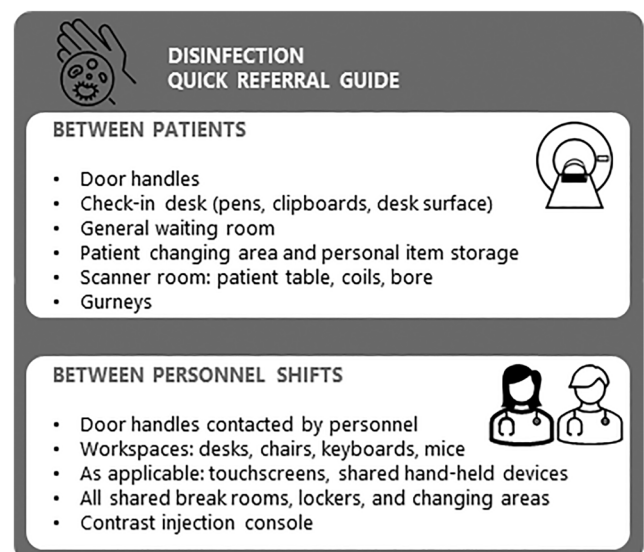 DISINFECTION
QUICK REFERRAL GUIDE
BETWEEN PATIENTS
• Door handles
• Check-in desk (pens, clipboards, desk surface)
• General waiting room
• Patient changing area and personal item storage
• Scanner room: patient table, coils, bore
• Gurneys
BETWEEN PERSONNEL SHIFTS
• Door handles contacted by personnel
• Workspaces: desks, chairs, keyboards, mice
• As applicable: touchscreens, shared hand-held devices
• All shared break rooms, lockers, and changing areas
• Contrast injection console